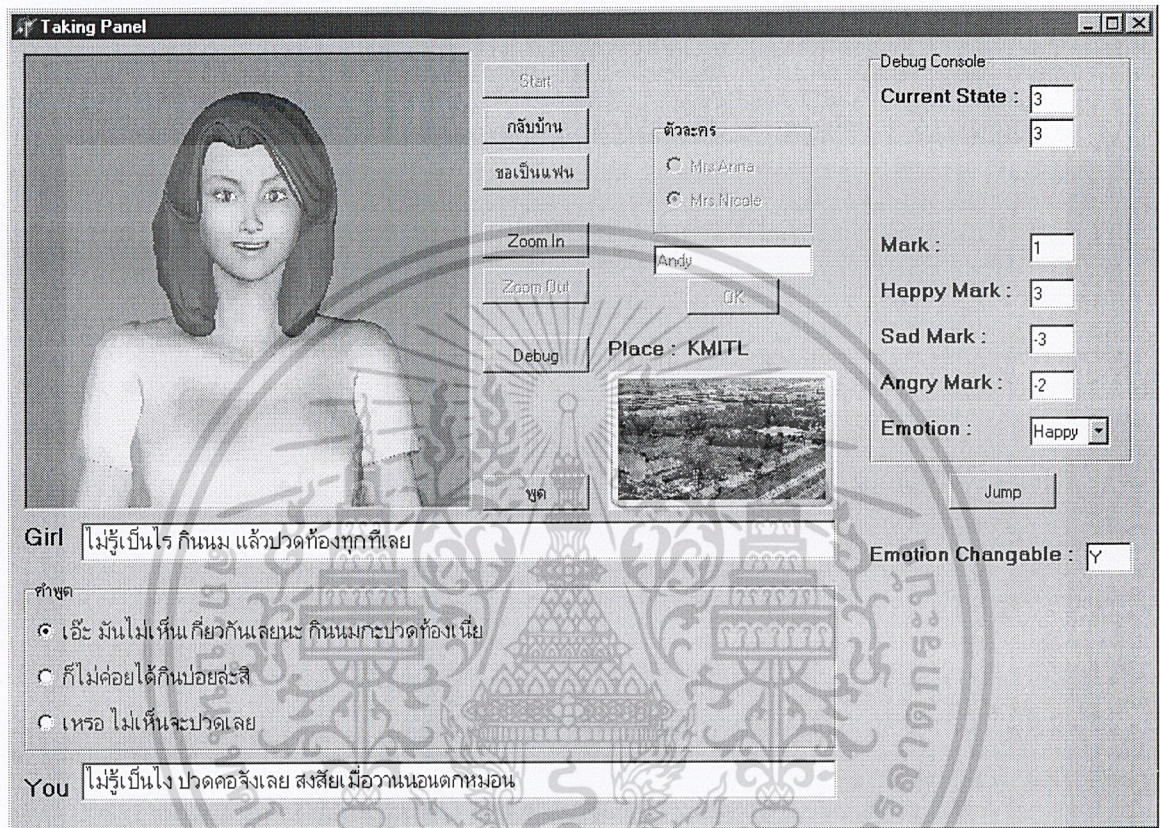 Taking Panel
Start
กลับบ้าน
ขอเป็นแฟน
Zoom In
Zoom Out
Debug
พูด
ตัวละคร
Mrs.Anna
Mrs.Nicole
Andy
OK
Place : KMITL
Debug Console
Current State : 3
3
Mark : 1
Happy Mark : 3
Sad Mark : -3
Angry Mark : -2
Emotion : Happy
Jump
Emotion Changable : Y
Girl ไม่รู้เป็นไร กินนม แล้วปวดท้องทุกทีเลย
คำพูด
เอ๊ะ มันไม่เห็นเกี่ยวกันเลยนะ กินนมกะปวดท้องเนี่ย
ก็ไม่ค่อยได้กินบ่อยล่ะสิ
เหรอ ไม่เห็นจะปวดเลย
You ไม่รู้เป็นไง ปวดคอจังเลย สงสัยเมื่อวานนอนตกหมอน